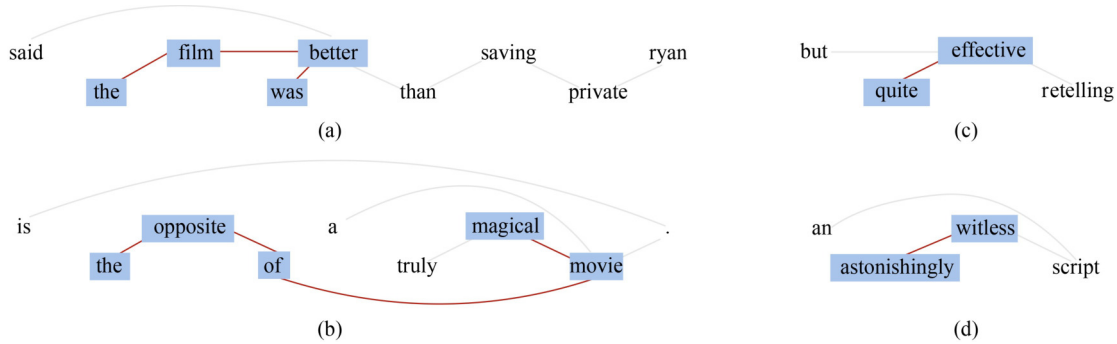 said film better saving ryan
the was than private
(a)
but effective
quite retelling
(c)
is opposite a magical .
the of truly movie
(b)
an witless
astonishingly script
(d)